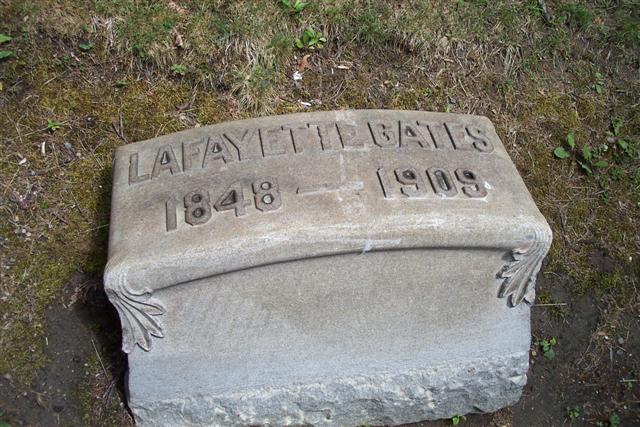 LAFAYETTE GATES
1848 — 1909